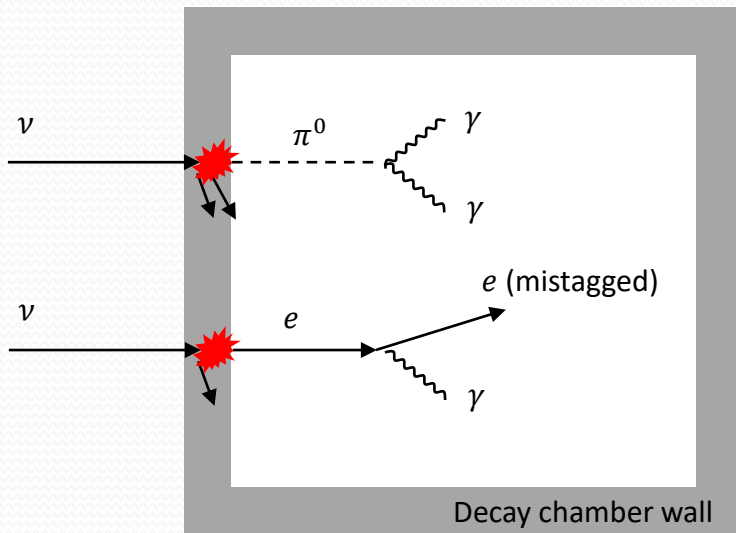 ν
π⁰
γ
γ
e (mistagged)
ν
e
γ
Decay chamber wall